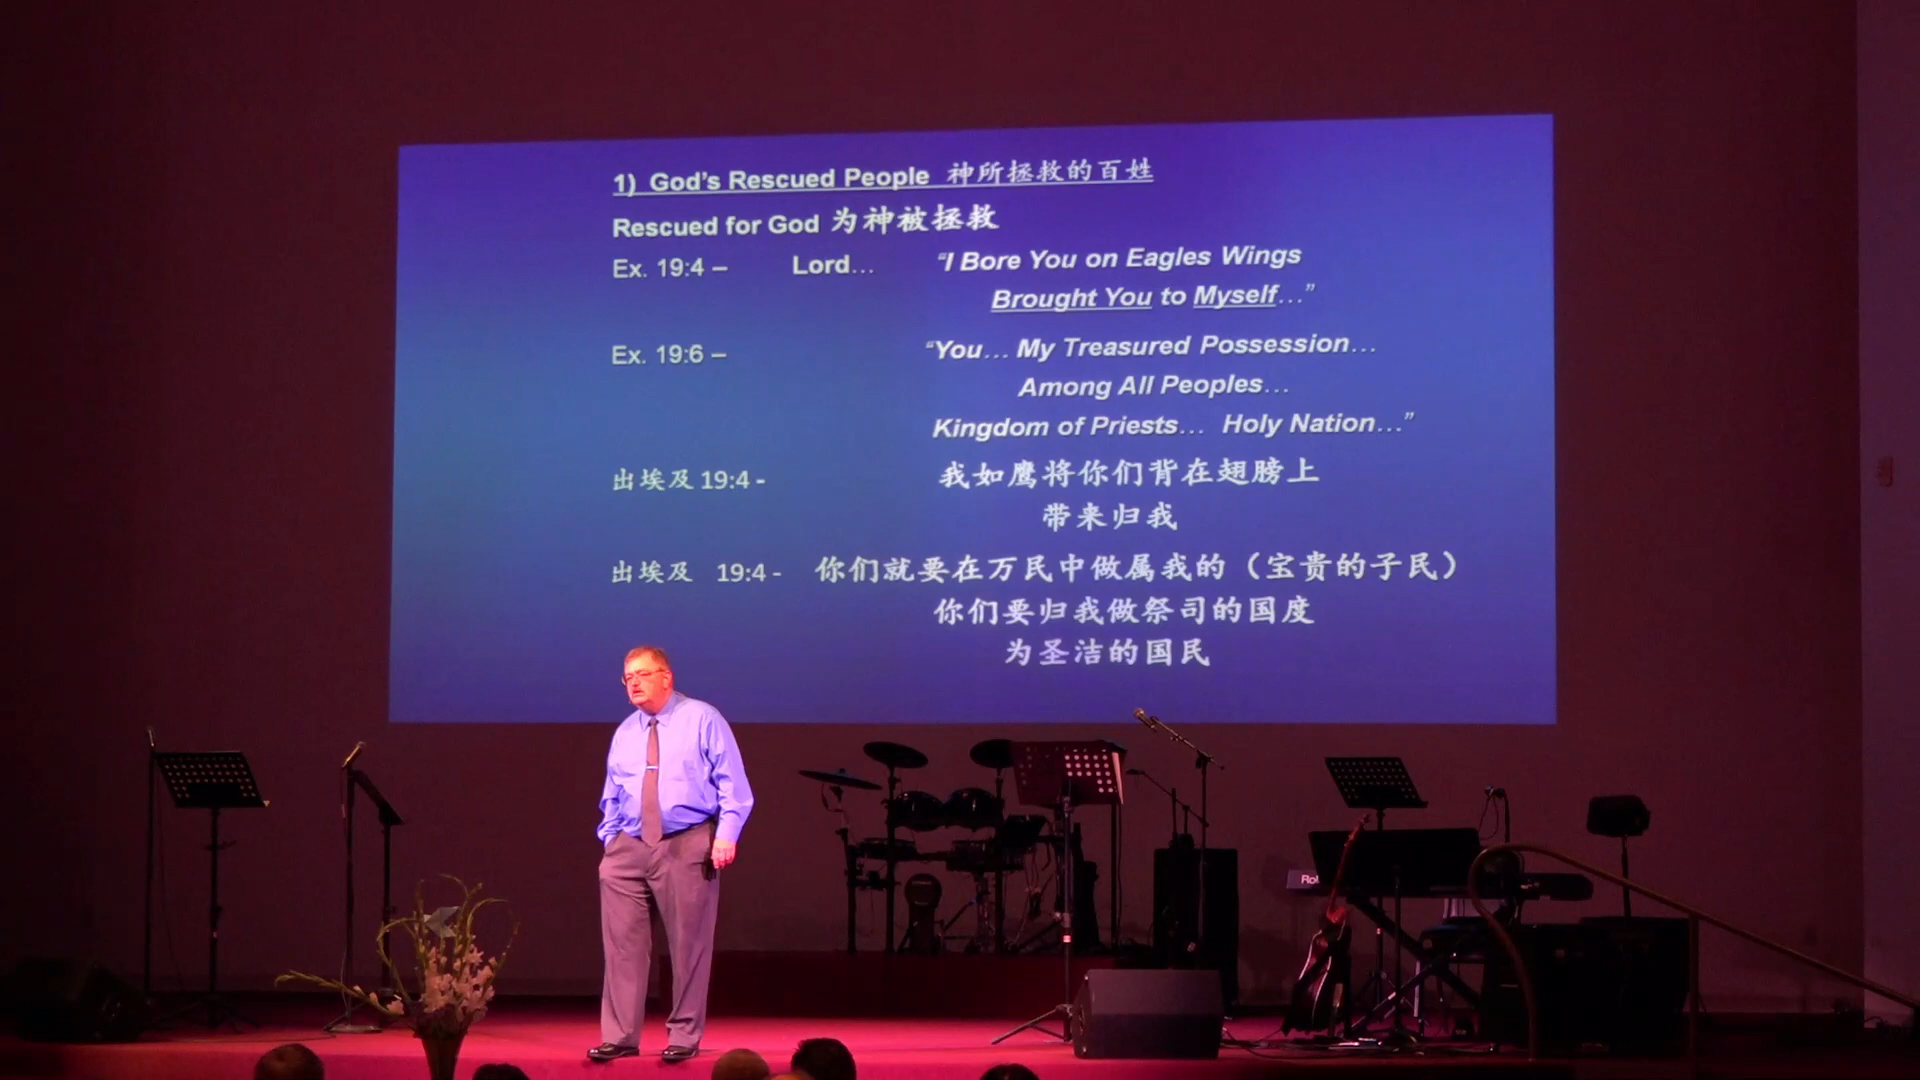 1) God's Rescued People 神所拯救的百姓
Rescued for God 为神被拯救
Ex. 19:4 – Lord… "I Bore You on Eagles Wings
Brought You to Myself…"
Ex. 19:6 – "You… My Treasured Possession…
Among All Peoples…
Kingdom of Priests… Holy Nation…"
出埃及 19:4 - 我如鹰将你们背在翅膀上
带来归我
出埃及 19:4 - 你们就要在万民中做属我的（宝贵的子民）
你们要归我做祭司的国度
为圣洁的国民